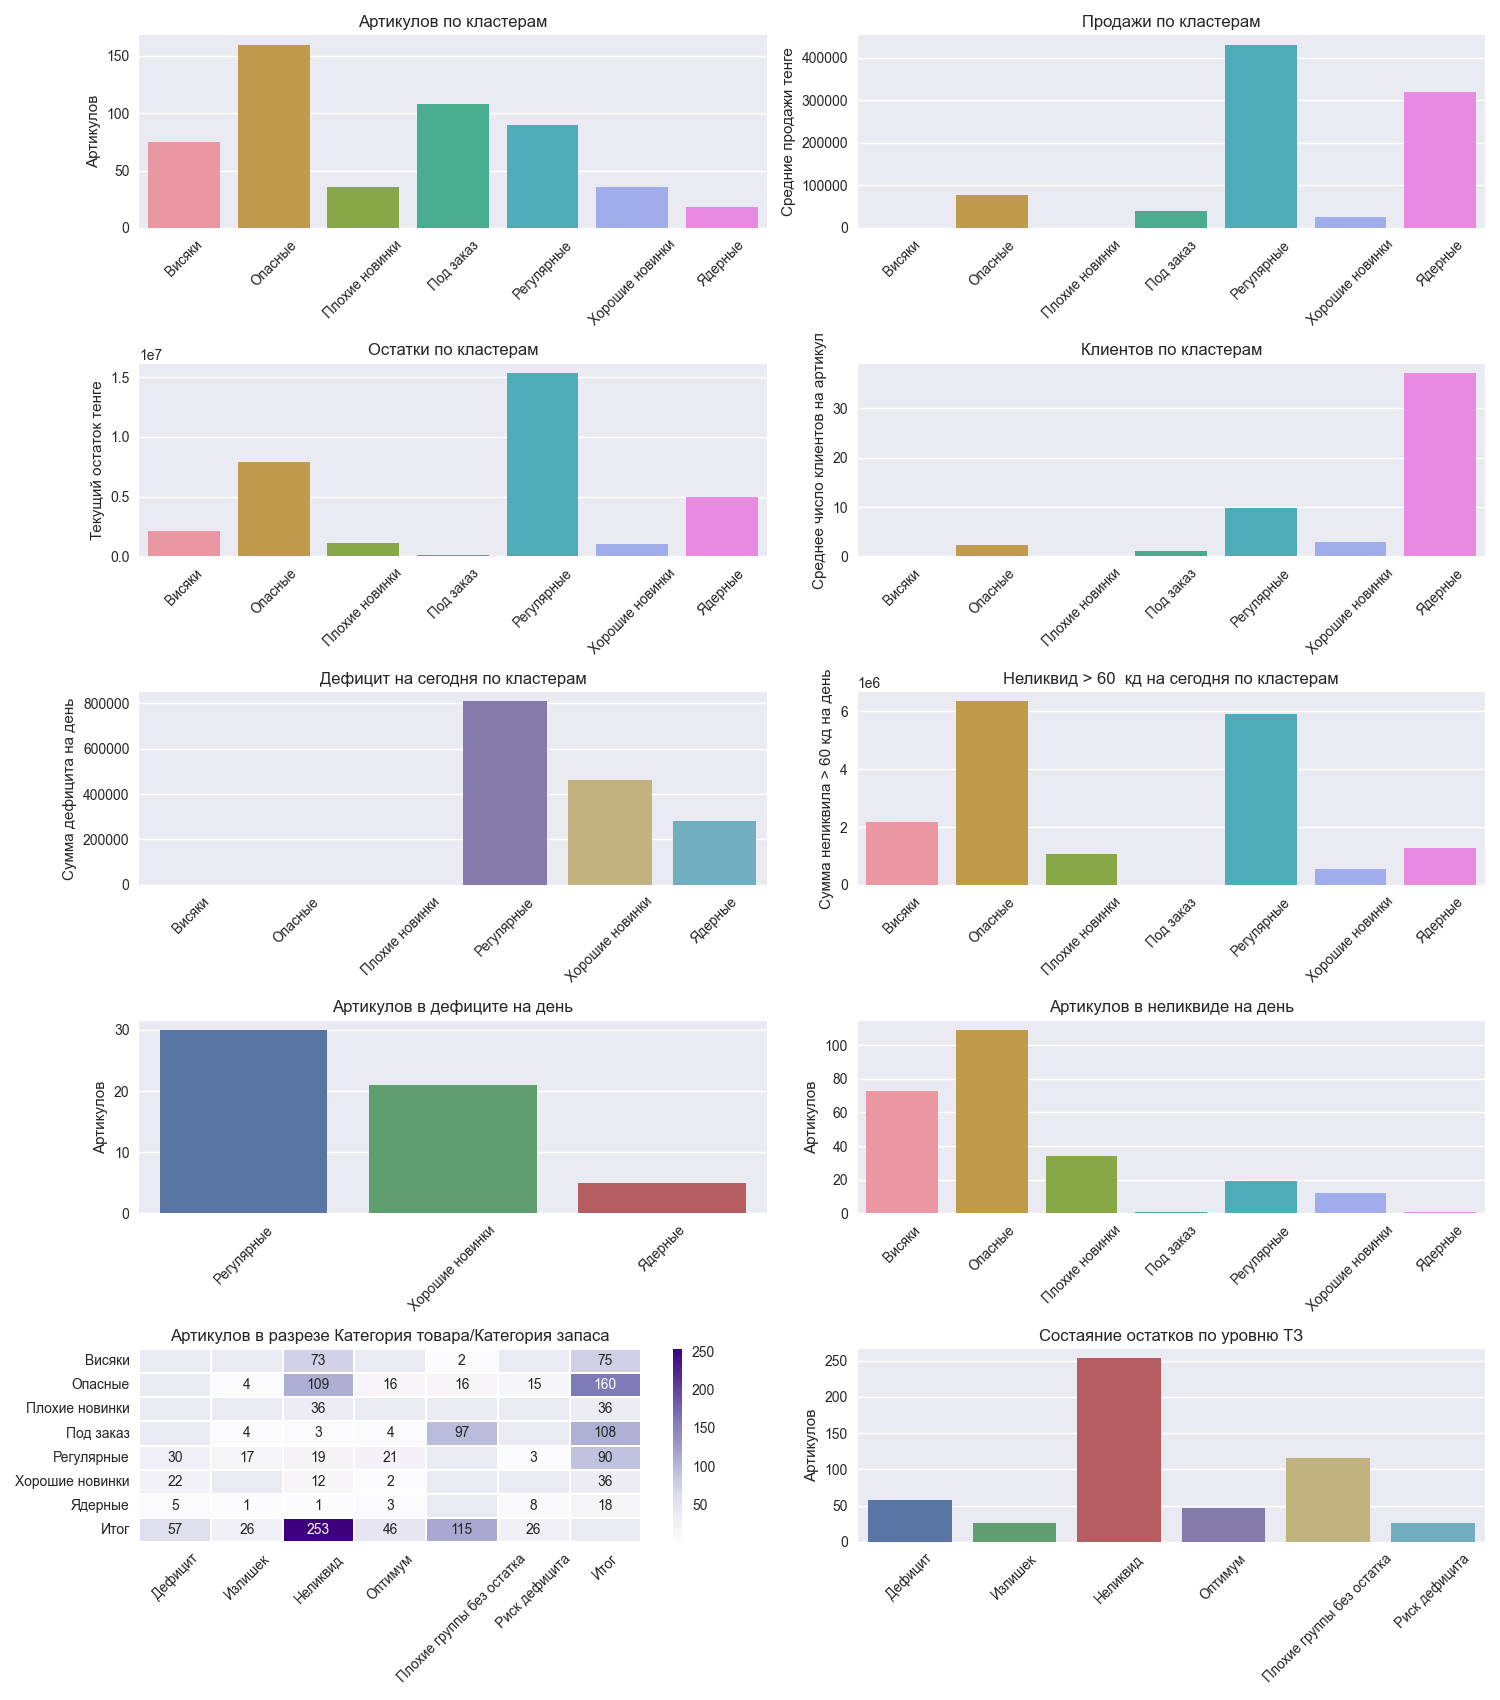 Артикулов по кластерам
Артикулов
150
100
50
0
Висяки
Опасные
Плохие новинки
Под заказ
Регулярные
Хорошие новинки
Ядерные
Продажи по кластерам
Средние продажи тенге
400000
300000
200000
100000
0
Висяки
Опасные
Плохие новинки
Под заказ
Регулярные
Хорошие новинки
Ядерные
Остатки по кластерам
1e7
Текущий остаток тенге
1.5
1.0
0.5
0.0
Висяки
Опасные
Плохие новинки
Под заказ
Регулярные
Хорошие новинки
Ядерные
Клиентов по кластерам
Среднее число клиентов на артикул
30
20
10
0
Висяки
Опасные
Плохие новинки
Под заказ
Регулярные
Хорошие новинки
Ядерные
Дефицит на сегодня по кластерам
Сумма дефицита на день
800000
600000
400000
200000
0
Висяки
Опасные
Плохие новинки
Регулярные
Хорошие новинки
Ядерные
Неликвид > 60  кд на сегодня по кластерам
1e6
Сумма неликвила > 60 кд на день
6
4
2
0
Висяки
Опасные
Плохие новинки
Под заказ
Регулярные
Хорошие новинки
Ядерные
Артикулов в дефиците на день
Артикулов
30
20
10
0
Регулярные
Хорошие новинки
Ядерные
Артикулов в неликвиде на день
Артикулов
100
80
60
40
20
0
Висяки
Опасные
Плохие новинки
Под заказ
Регулярные
Хорошие новинки
Ядерные
Артикулов в разрезе Категория товара/Категория запаса
Висяки 73 2 75
Опасные 4 109 16 16 15 160
Плохие новинки 36 36
Под заказ 4 3 4 97 108
Регулярные 30 17 19 21 3 90
Хорошие новинки 22 12 2 36
Ядерные 5 1 1 3 8 18
Итог 57 26 253 46 115 26
Дефицит
Излишек
Неликвид
Оптимум
Плохие группы без остатка
Риск дефицита
Итог
250
200
150
100
50
Состаяние остатков по уровню ТЗ
Артикулов
250
200
150
100
50
0
Дефицит
Излишек
Неликвид
Оптимум
Плохие группы без остатка
Риск дефицита